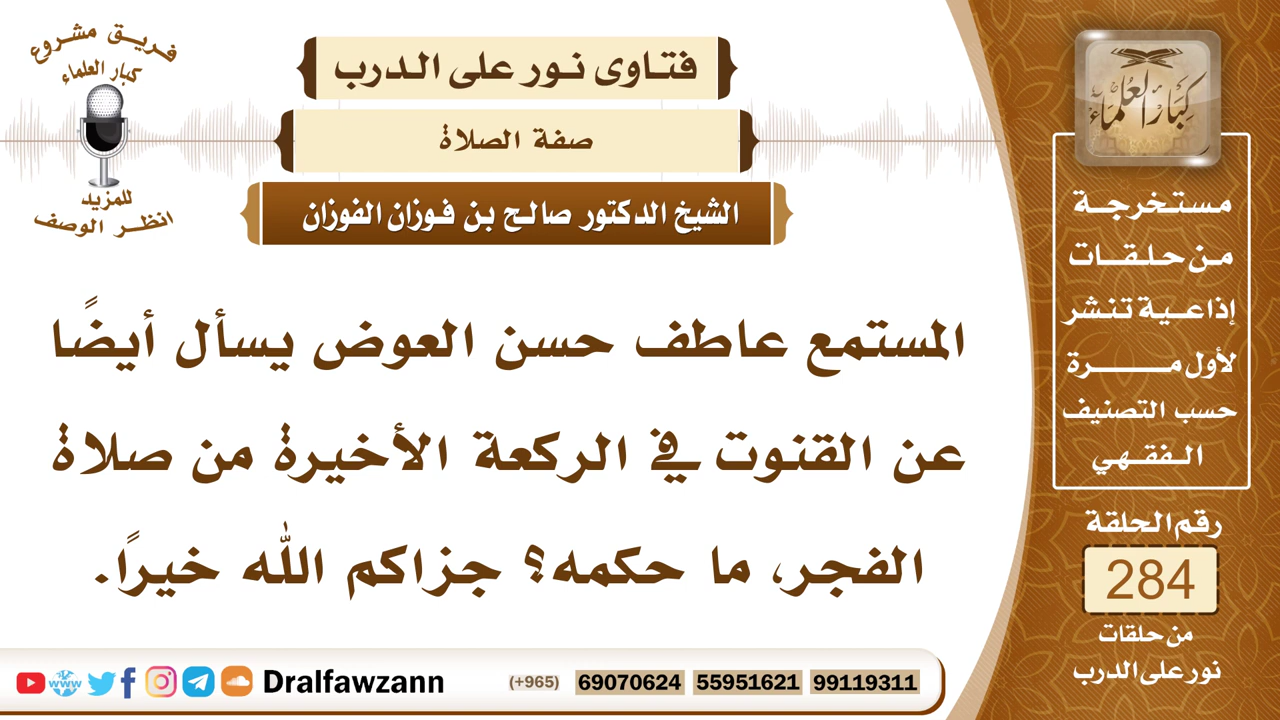 فريق مشروع
كبار العلماء
للمزيد
انظر الوصف
فتاوى نور على الدرب
صفة الصلاة
الشيخ الدكتور صالح بن فوزان الفوزان
المستمع عاطف حسن العوض يسأل أيضًا
عن القنوت في الركعة الأخيرة من صلاة
الفجر، ما حكمه؟ جزاكم الله خيرًا.
كبار العلماء
مستخرجة
من حلقات
إذاعية تنشر
لأول مرة
حسب التصنيف
الفقهي
رقم الحلقة
284
من حلقات
نور على الدرب
www
Dralfawzann (+965) 69070624 55951621 99119311